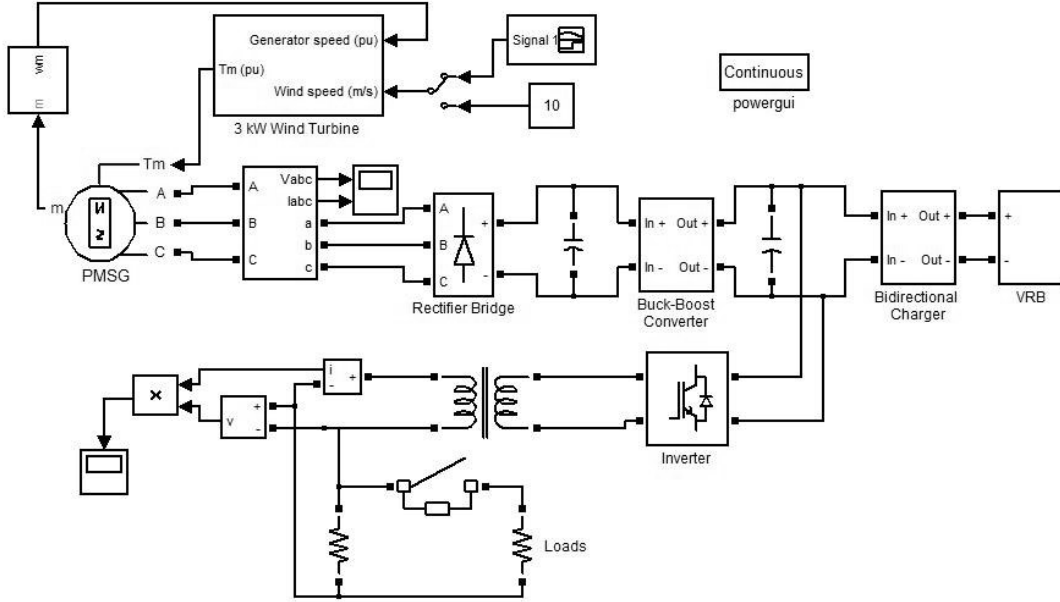 wm
m
Generator speed (pu)
Tm (pu)
Wind speed (m/s)
3 kW Wind Turbine
Signal 1
10
Continuous
powergui
Tm
m
A
B
C
PMSG
A
B
C
Vabc
Iabc
a
b
c
A
B
C
+
-
Rectifier Bridge
In +
Out +
In -
Out -
Buck-Boost
Converter
In +
Out +
In -
Out -
Bidirectional
Charger
+
-
VRB
i
+
-
×
v
+
-
Inverter
Loads